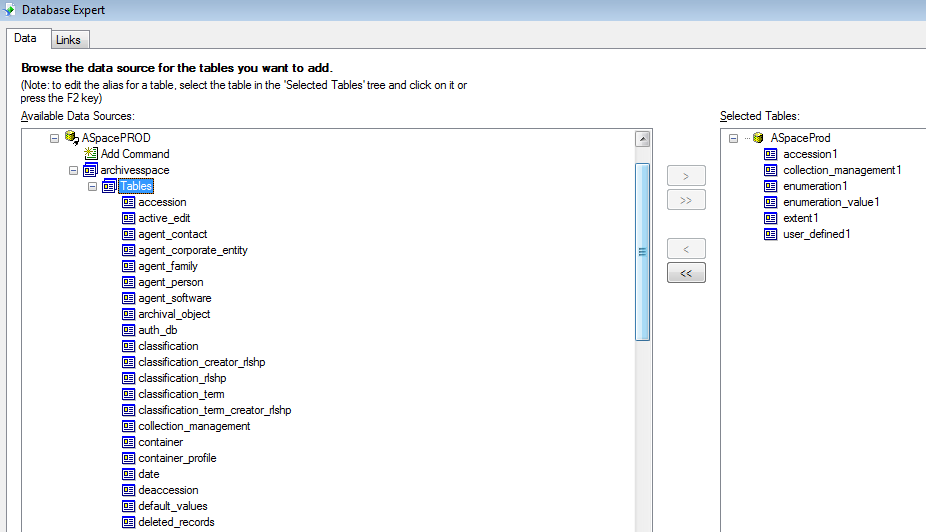 Database Expert
Data
Links
Browse the data source for the tables you want to add.
(Note: to edit the alias for a table, select the table in the 'Selected Tables' tree and click on it or
press the F2 key)
Available Data Sources:
ASpacePROD
Add Command
archivesspace
Tables
accession
active_edit
agent_contact
agent_corporate_entity
agent_family
agent_person
agent_software
archival_object
auth_db
classification
classification_creator_rlshp
classification_rlshp
classification_term
classification_term_creator_rlshp
collection_management
container
container_profile
date
deaccession
default_values
deleted_records
>
>>
<
<<
Selected Tables:
ASpaceProd
accession1
collection_management1
enumeration1
enumeration_value1
extent1
user_defined1